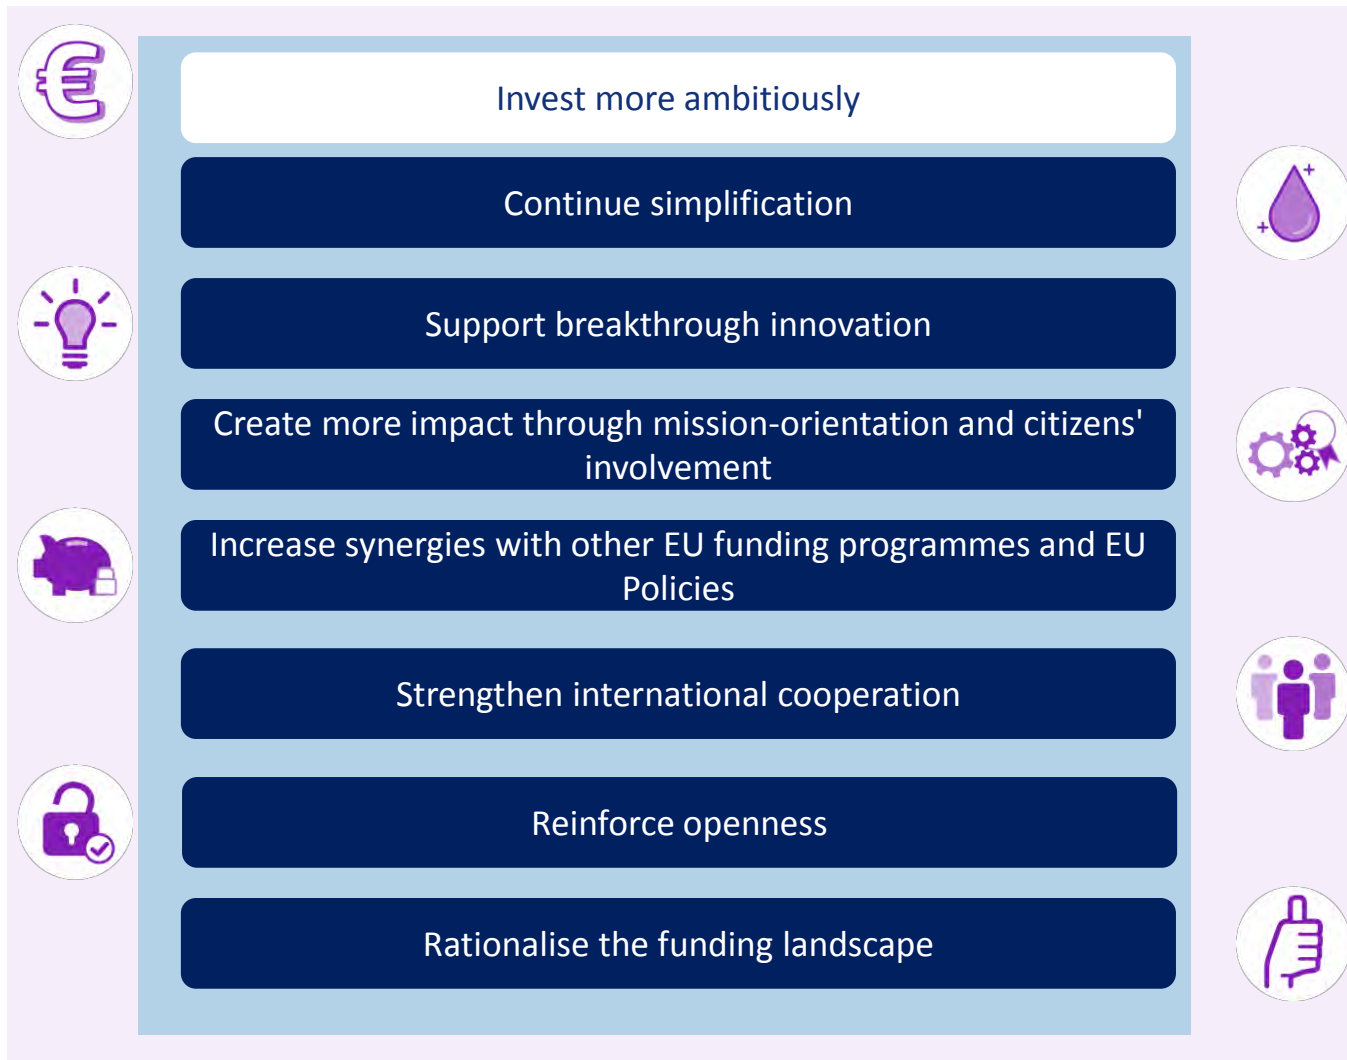 Invest more ambitiously
Continue simplification
Support breakthrough innovation
Create more impact through mission-orientation and citizens'
involvement
Increase synergies with other EU funding programmes and EU
Policies
Strengthen international cooperation
Reinforce openness
Rationalise the funding landscape